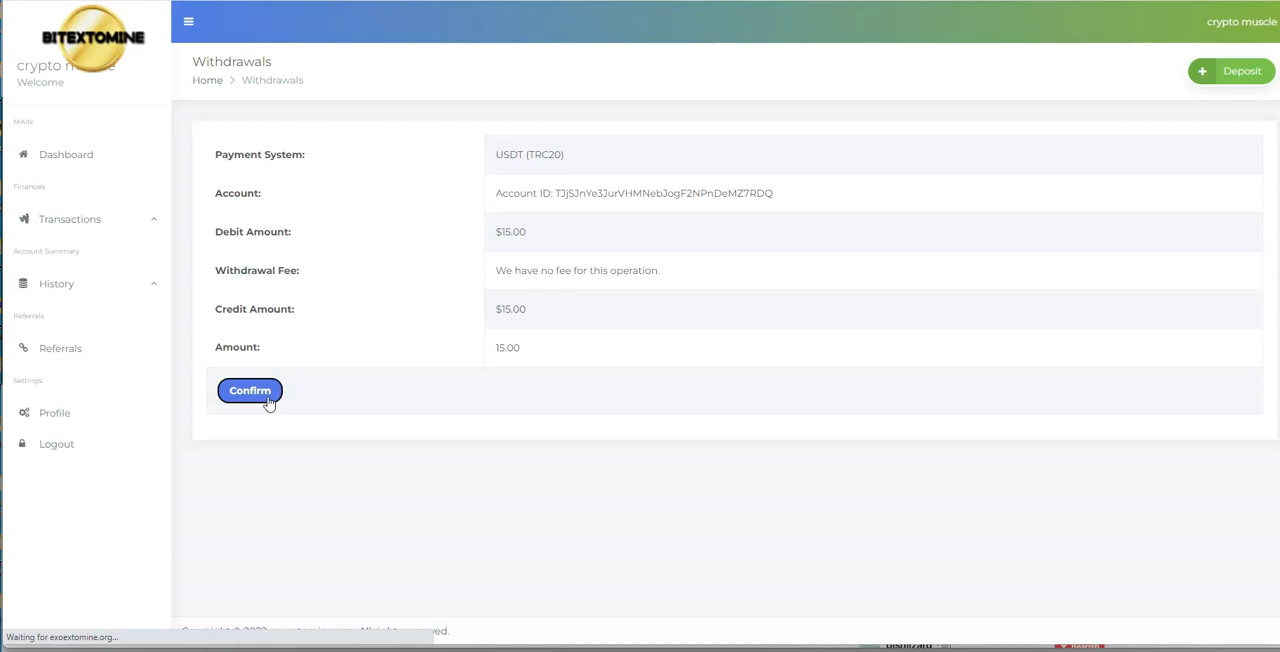 BITEXTOMINE
crypto muscle
Welcome
crypto muscle
Withdrawals
Home > Withdrawals
+ Deposit
MAIN
Dashboard
Finances
Transactions
Account Summary
History
Referrals
Referrals
Settings
Profile
Logout
Payment System: USDT (TRC20)
Account: Account ID: TJjSJnYe3JurVHMNebJogF2NPnDeMZ7RDQ
Debit Amount: $15.00
Withdrawal Fee: We have no fee for this operation.
Credit Amount: $15.00
Amount: 15.00
Confirm
Waiting for exoextomine.org...